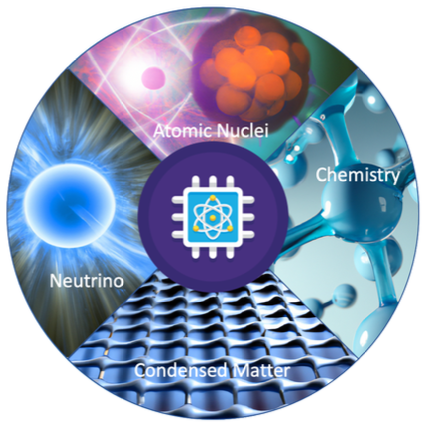 Atomic Nuclei
Chemistry
Neutrino
Condensed Matter